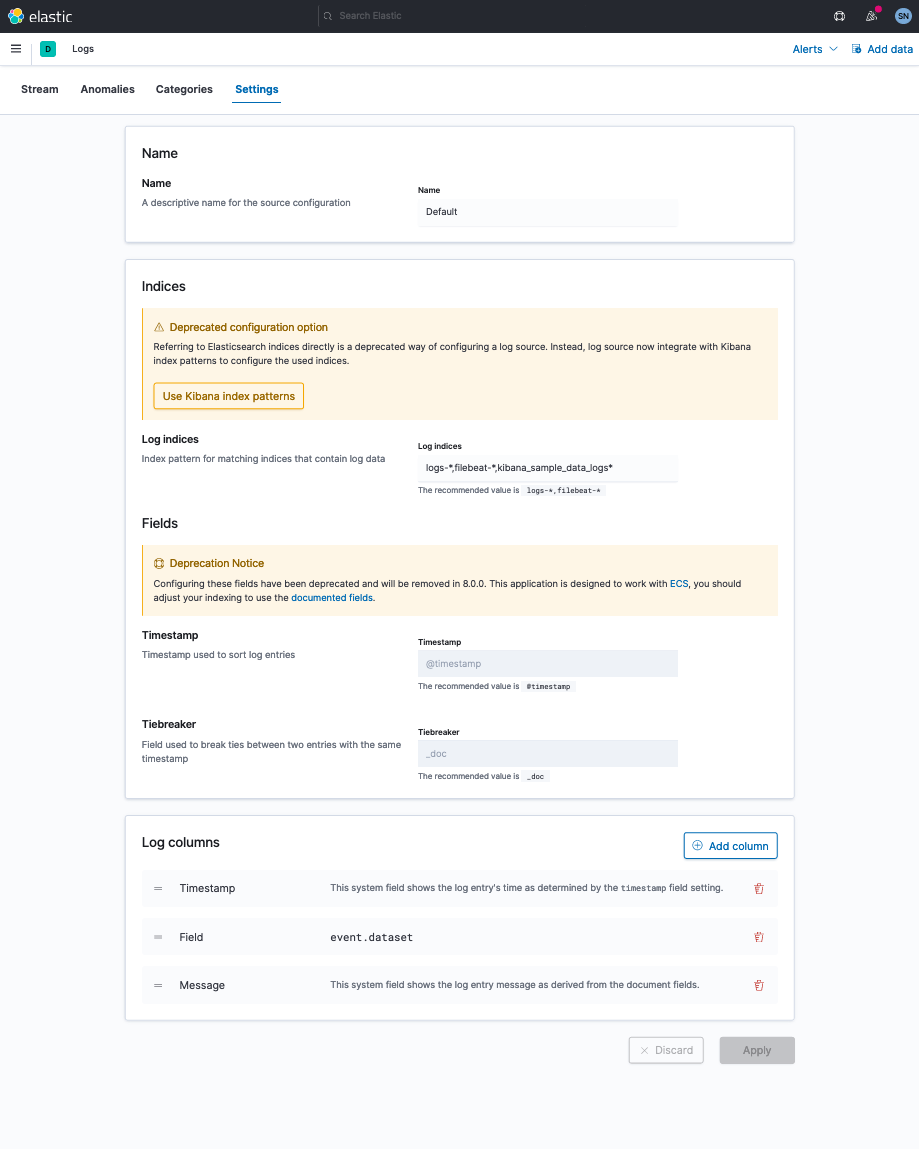 elastic
Search Elastic
SN
D
Logs
Alerts
Add data
Stream
Anomalies
Categories
Settings
Name
Name
A descriptive name for the source configuration
Name
Default
Indices
Deprecated configuration option
Referring to Elasticsearch indices directly is a deprecated way of configuring a log source. Instead, log source now integrate with Kibana
index patterns to configure the used indices.
Use Kibana index patterns
Log indices
Index pattern for matching indices that contain log data
Log indices
logs-*,filebeat-*,kibana_sample_data_logs*
The recommended value is logs-*,filebeat-*
Fields
Deprecation Notice
Configuring these fields have been deprecated and will be removed in 8.0.0. This application is designed to work with ECS, you should
adjust your indexing to use the documented fields.
Timestamp
Timestamp used to sort log entries
Timestamp
@timestamp
The recommended value is @timestamp
Tiebreaker
Field used to break ties between two entries with the same
timestamp
Tiebreaker
_doc
The recommended value is _doc
Log columns
Add column
Timestamp
This system field shows the log entry's time as determined by the timestamp field setting.
Field
event.dataset
Message
This system field shows the log entry message as derived from the document fields.
Discard
Apply